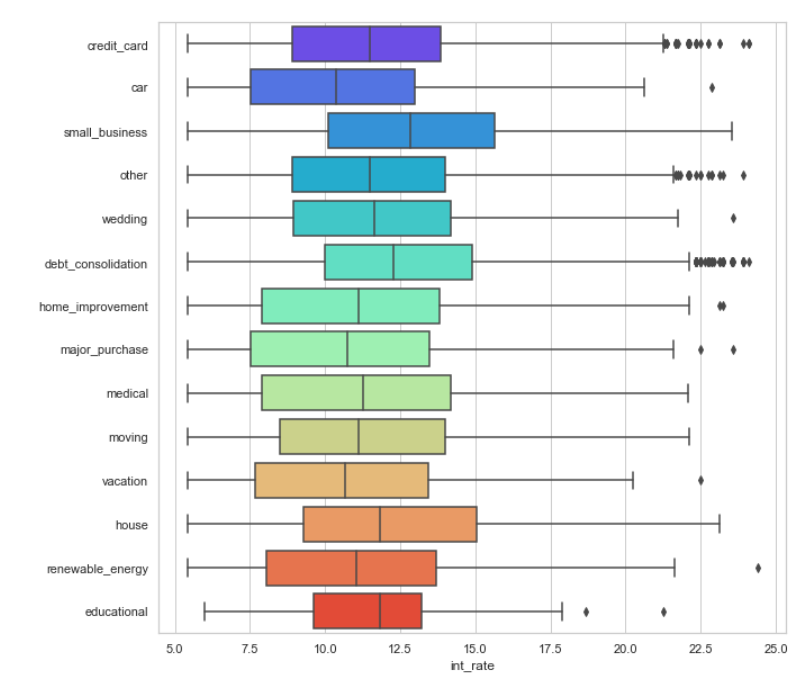 credit_card
car
small_business
other
wedding
debt_consolidation
home_improvement
major_purchase
medical
moving
vacation
house
renewable_energy
educational
5.0 7.5 10.0 12.5 15.0 17.5 20.0 22.5 25.0
int_rate